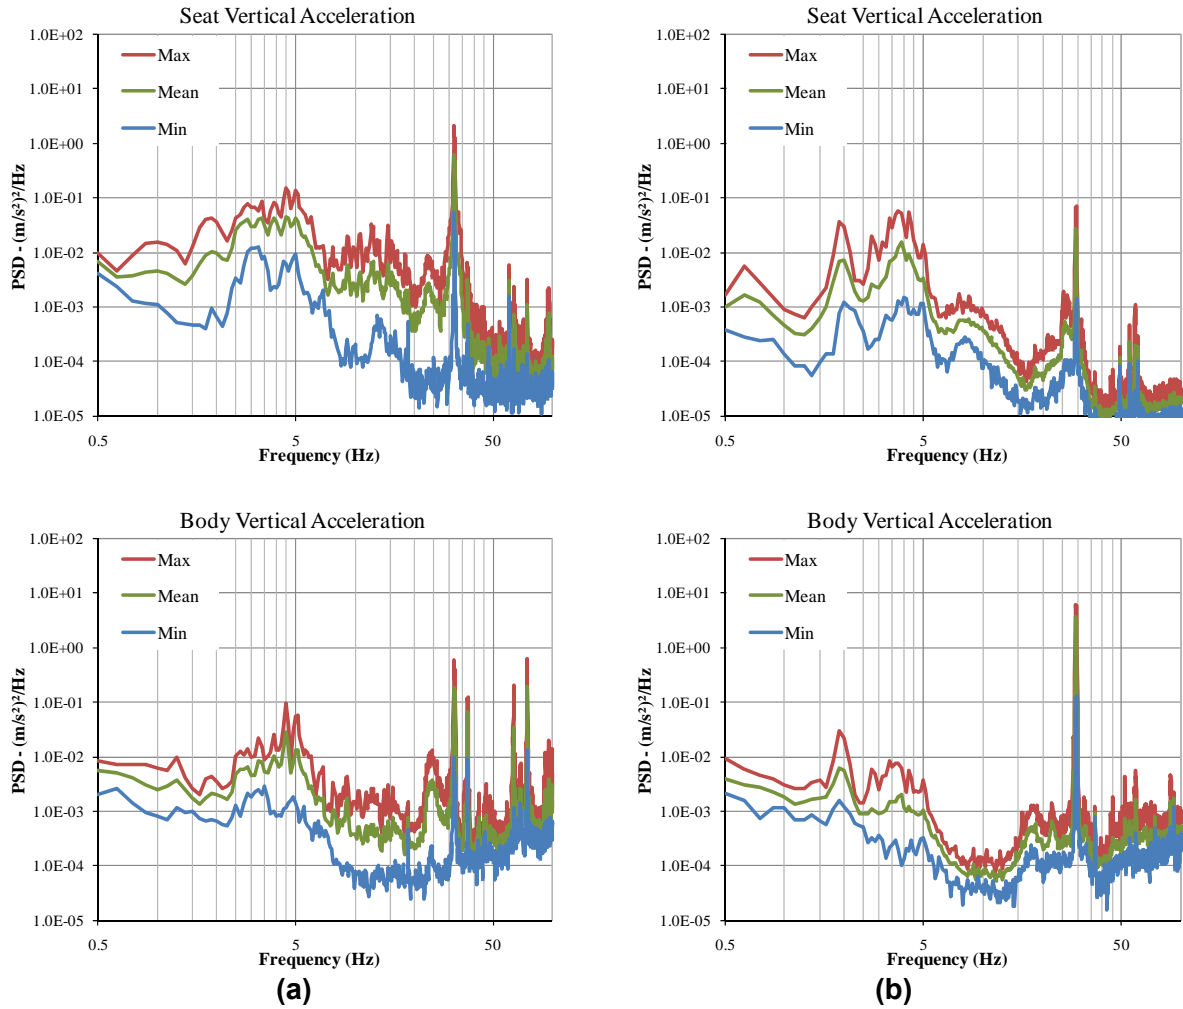 Seat Vertical Acceleration
1.0E+02
1.0E+01
1.0E+00
1.0E-01
1.0E-02
1.0E-03
1.0E-04
1.0E-05
PSD - (m/s²)²/Hz
Max
Mean
Min
0.5
5
50
Frequency (Hz)
Seat Vertical Acceleration
1.0E+02
1.0E+01
1.0E+00
1.0E-01
1.0E-02
1.0E-03
1.0E-04
1.0E-05
PSD - (m/s²)²/Hz
Max
Mean
Min
0.5
5
50
Frequency (Hz)
Body Vertical Acceleration
1.0E+02
1.0E+01
1.0E+00
1.0E-01
1.0E-02
1.0E-03
1.0E-04
1.0E-05
PSD - (m/s²)²/Hz
Max
Mean
Min
0.5
5
50
Frequency (Hz)
(a)
Body Vertical Acceleration
1.0E+02
1.0E+01
1.0E+00
1.0E-01
1.0E-02
1.0E-03
1.0E-04
1.0E-05
PSD - (m/s²)²/Hz
Max
Mean
Min
0.5
5
50
Frequency (Hz)
(b)